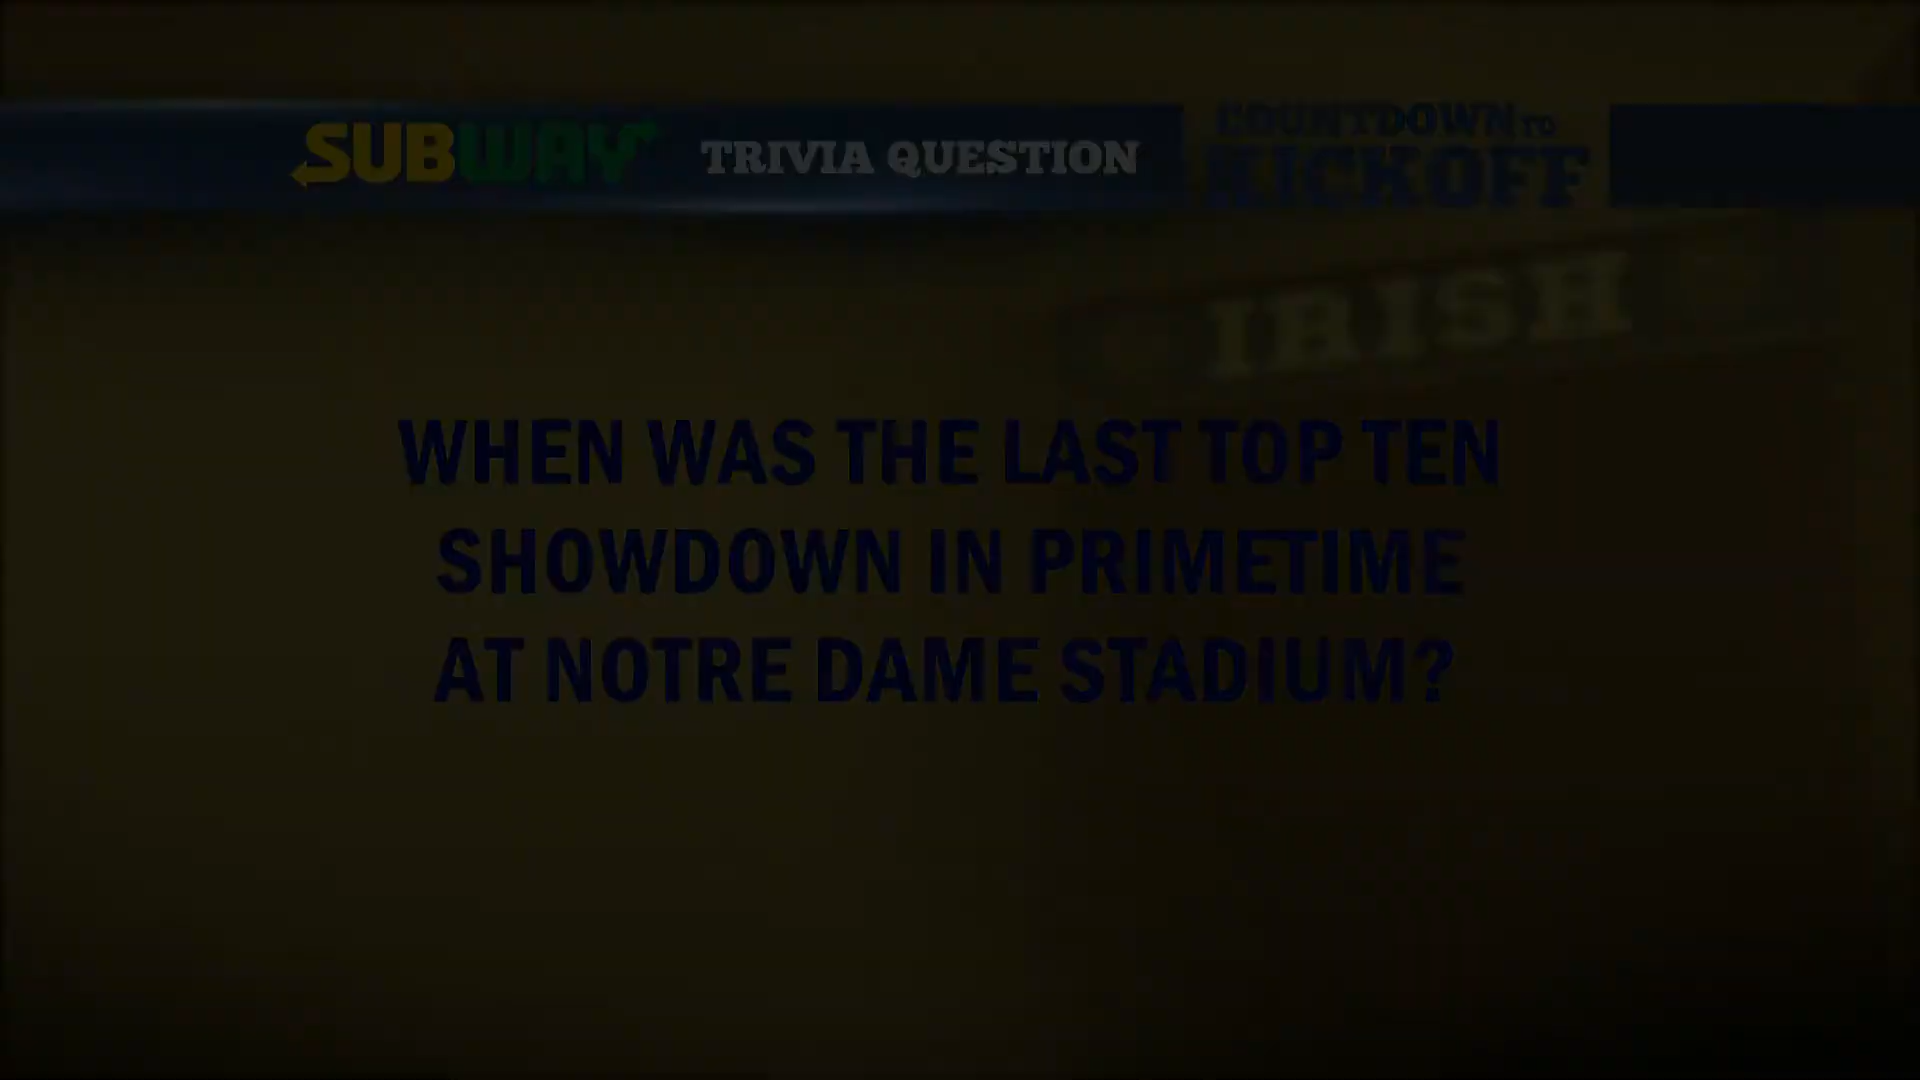 SUBWAY TRIVIA QUESTION
COUNTDOWN TO
KICKOFF
IRISH
WHEN WAS THE LAST TOP TEN
SHOWDOWN IN PRIMETIME
AT NOTRE DAME STADIUM?